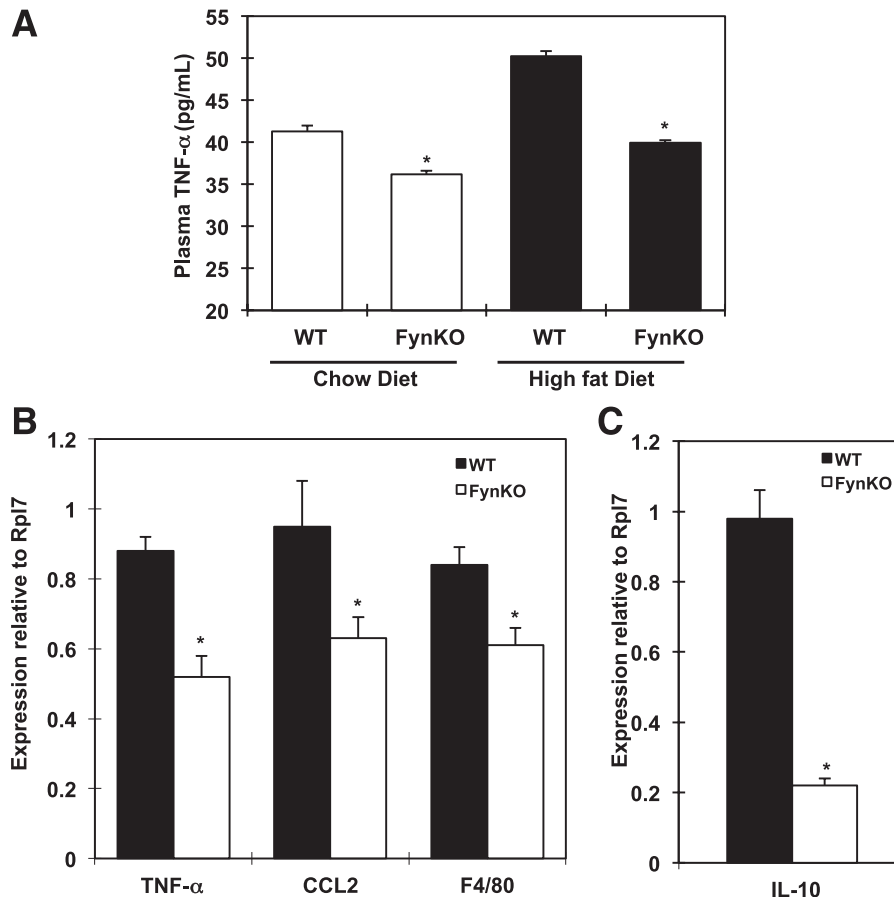 A
Plasma TNF-α (pg/mL)
55
50
45
40
35
30
25
20
*
*
WT FynKO WT FynKO
Chow Diet High fat Diet
B
Expression relative to Rpl7
1.2
1
0.8
0.6
0.4
0.2
0
WT
FynKO
*
*
*
TNF-α CCL2 F4/80
C
Expression relative to Rpl7
1.2
1
0.8
0.6
0.4
0.2
0
WT
FynKO
*
IL-10